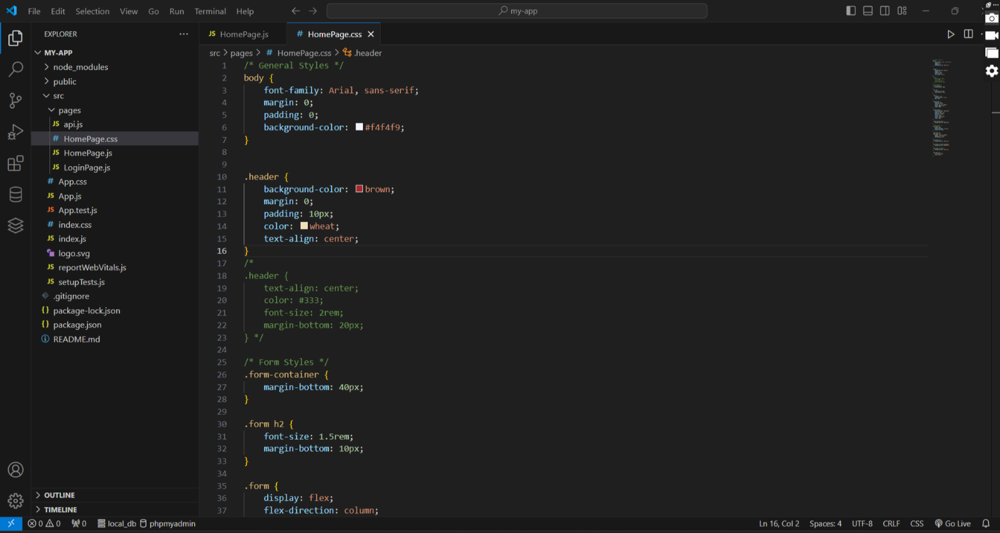 File Edit Selection View Go Run Terminal Help
my-app
EXPLORER
MY-APP
node_modules
public
src
pages
JS api.js
# HomePage.css
JS HomePage.js
JS LoginPage.js
# App.css
JS App.js
JS App.test.js
# index.css
JS index.js
logo.svg
JS reportWebVitals.js
JS setupTests.js
.gitignore
{} package-lock.json
{} package.json
README.md
OUTLINE
TIMELINE
JS HomePage.js # HomePage.css
src > pages > # HomePage.css > .header
1 /* General Styles */
2 body {
3 font-family: Arial, sans-serif;
4 margin: 0;
5 padding: 0;
6 background-color: #f4f4f9;
7 }
8
9
10 .header {
11 background-color: brown;
12 margin: 0;
13 padding: 10px;
14 color: wheat;
15 text-align: center;
16 }
17 /*
18 .header {
19 text-align: center;
20 color: #333;
21 font-size: 2rem;
22 margin-bottom: 20px;
23 } */
24
25 /* Form Styles */
26 .form-container {
27 margin-bottom: 40px;
28 }
29
30 .form h2 {
31 font-size: 1.5rem;
32 margin-bottom: 10px;
33 }
34
35 .form {
36 display: flex;
37 flex-direction: column;
0 0 0 local_db phpmyadmin Ln 16, Col 2 Spaces: 4 UTF-8 CRLF CSS Go Live